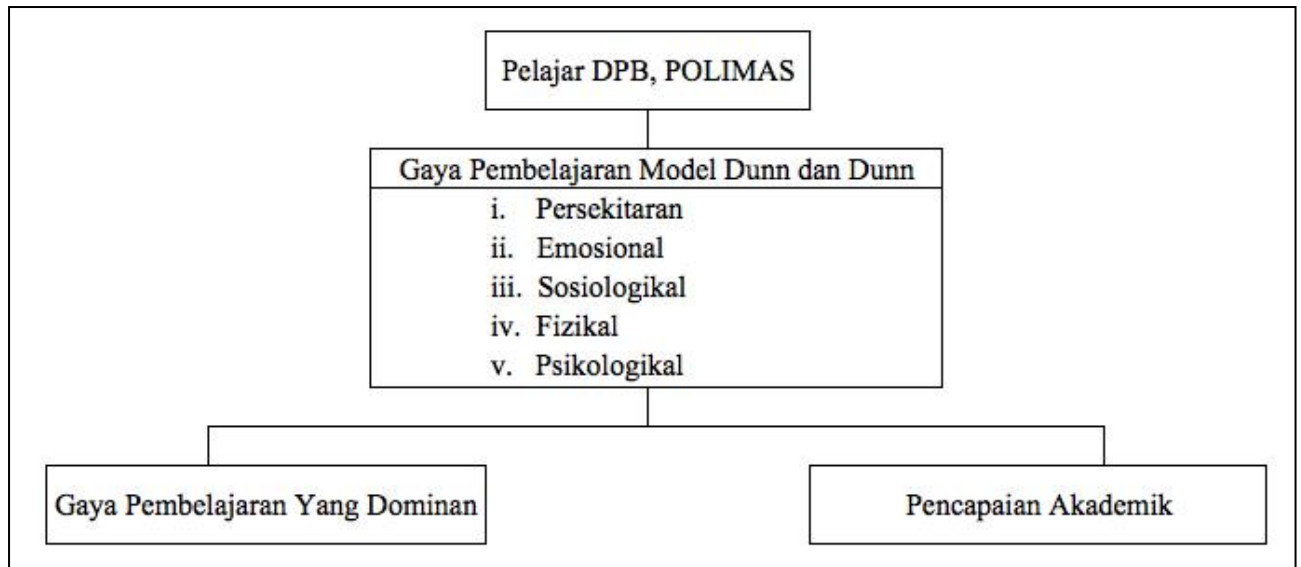 Pelajar DPB, POLIMAS
Gaya Pembelajaran Model Dunn dan Dunn
i. Persekitaran
ii. Emosional
iii. Sosiologikal
iv. Fizikal
v. Psikologikal
Gaya Pembelajaran Yang Dominan
Pencapaian Akademik